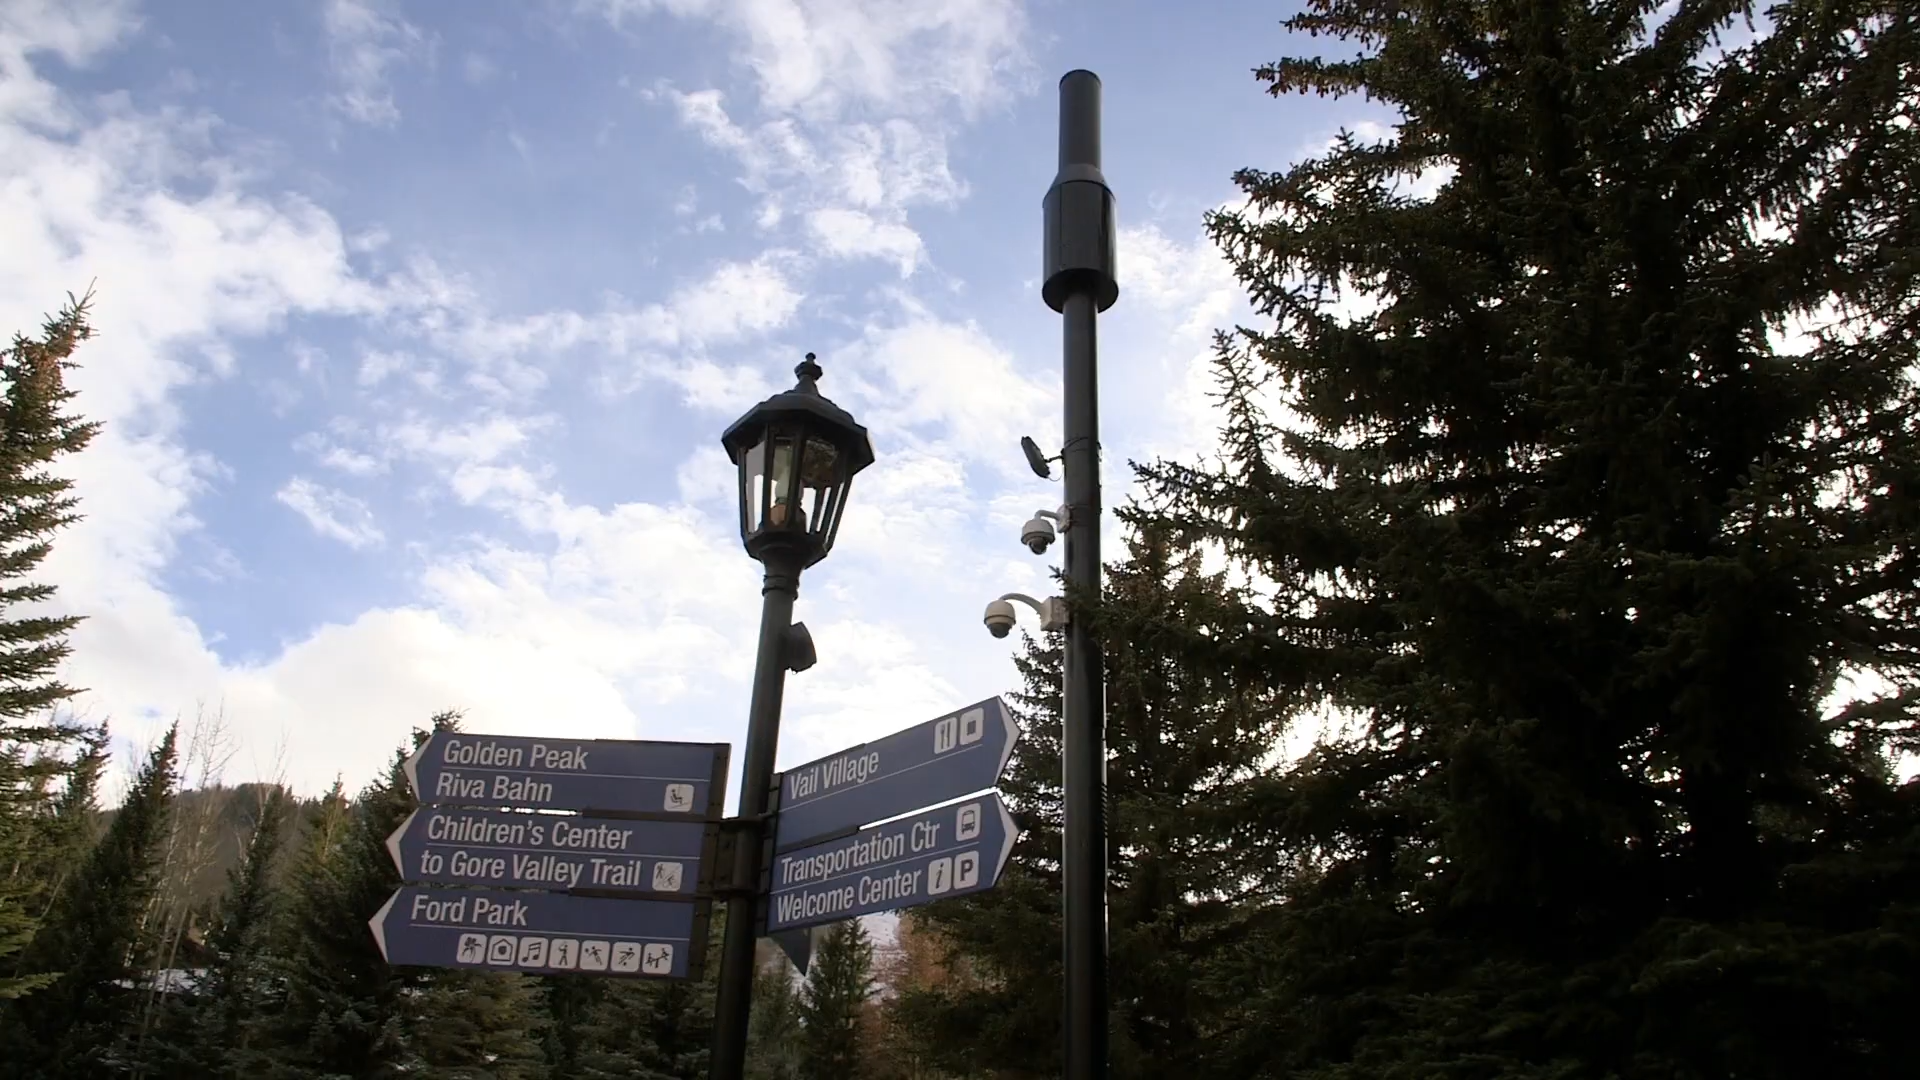 Golden Peak
Riva Bahn
Children's Center
to Gore Valley Trail
Ford Park
Vail Village
Transportation Ctr
Welcome Center
i P